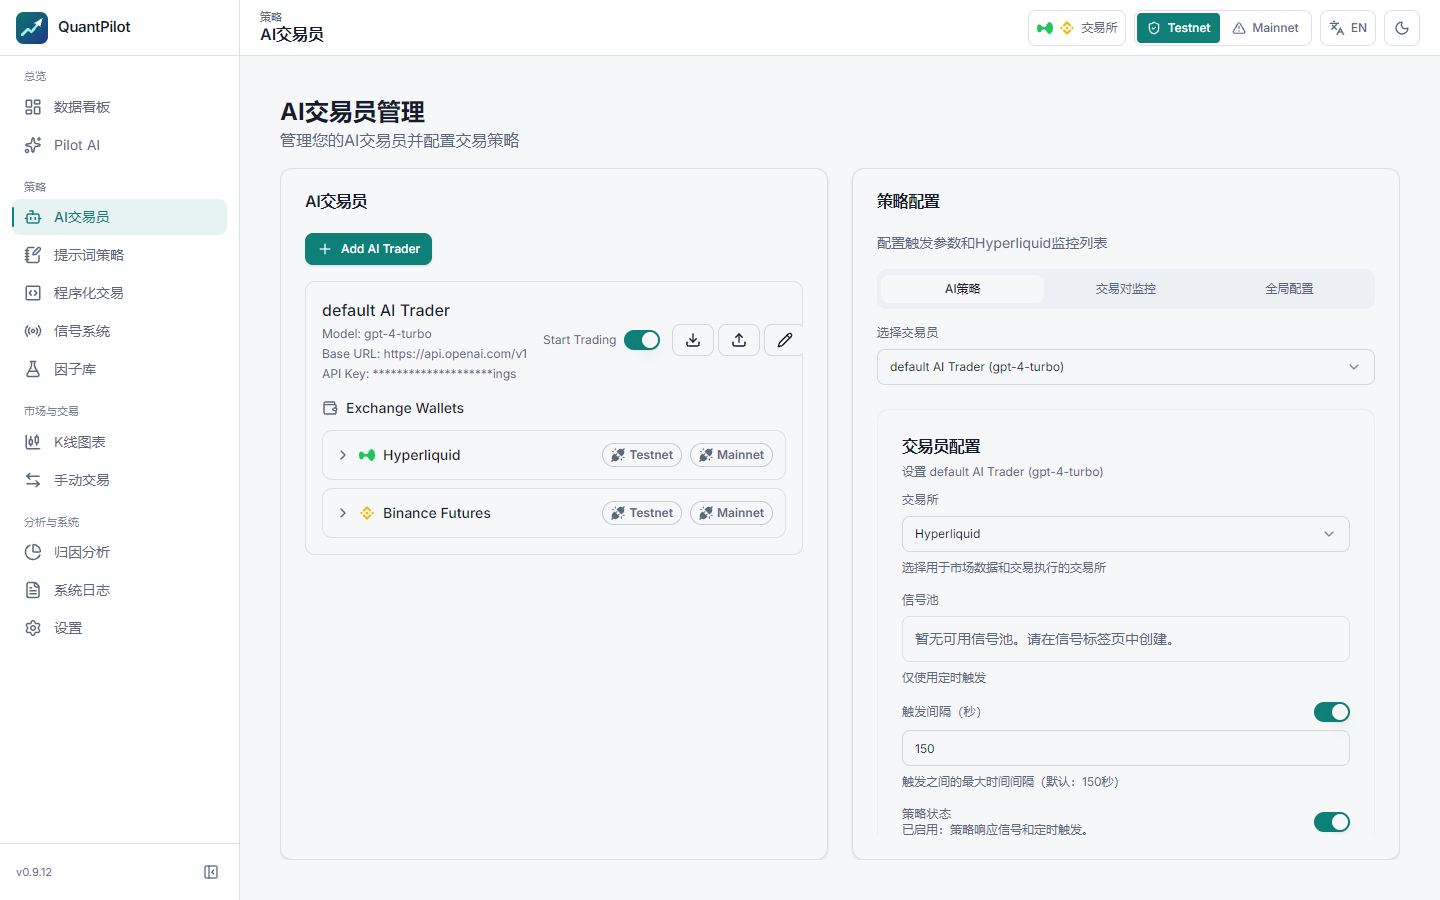 QuantPilot
总览
数据看板
Pilot AI
策略
AI交易员
提示词策略
程序化交易
信号系统
因子库
市场与交易
K线图表
手动交易
分析与系统
归因分析
系统日志
设置
v0.9.12
策略
AI交易员
交易所
Testnet
Mainnet
EN
AI交易员管理
管理您的AI交易员并配置交易策略
AI交易员
Add AI Trader
default AI Trader
Model: gpt-4-turbo
Base URL: https://api.openai.com/v1
API Key: ********************ings
Start Trading
Exchange Wallets
Hyperliquid
Testnet
Mainnet
Binance Futures
Testnet
Mainnet
策略配置
配置触发参数和Hyperliquid监控列表
AI策略
交易对监控
全局配置
选择交易员
default AI Trader (gpt-4-turbo)
交易员配置
设置 default AI Trader (gpt-4-turbo)
交易所
Hyperliquid
选择用于市场数据和交易执行的交易所
信号池
暂无可用信号池。请在信号标签页中创建。
仅使用定时触发
触发间隔（秒）
150
触发之间的最大时间间隔（默认：150秒）
策略状态
已启用：策略响应信号和定时触发。